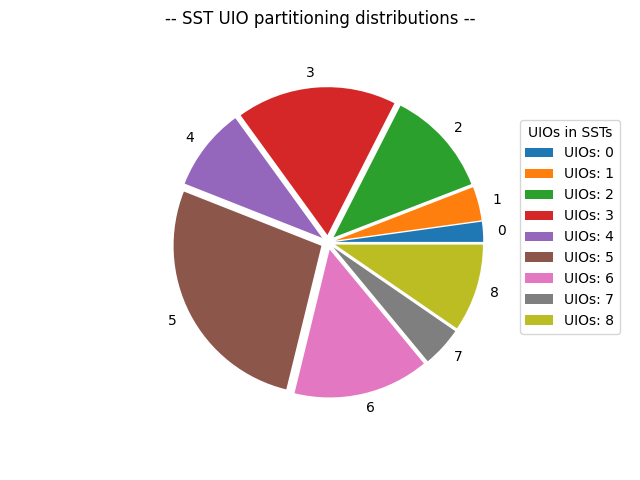 -- SST UIO partitioning distributions --
3
4
2
1
0
5
8
7
6
UIOs in SSTs
UIOs: 0
UIOs: 1
UIOs: 2
UIOs: 3
UIOs: 4
UIOs: 5
UIOs: 6
UIOs: 7
UIOs: 8